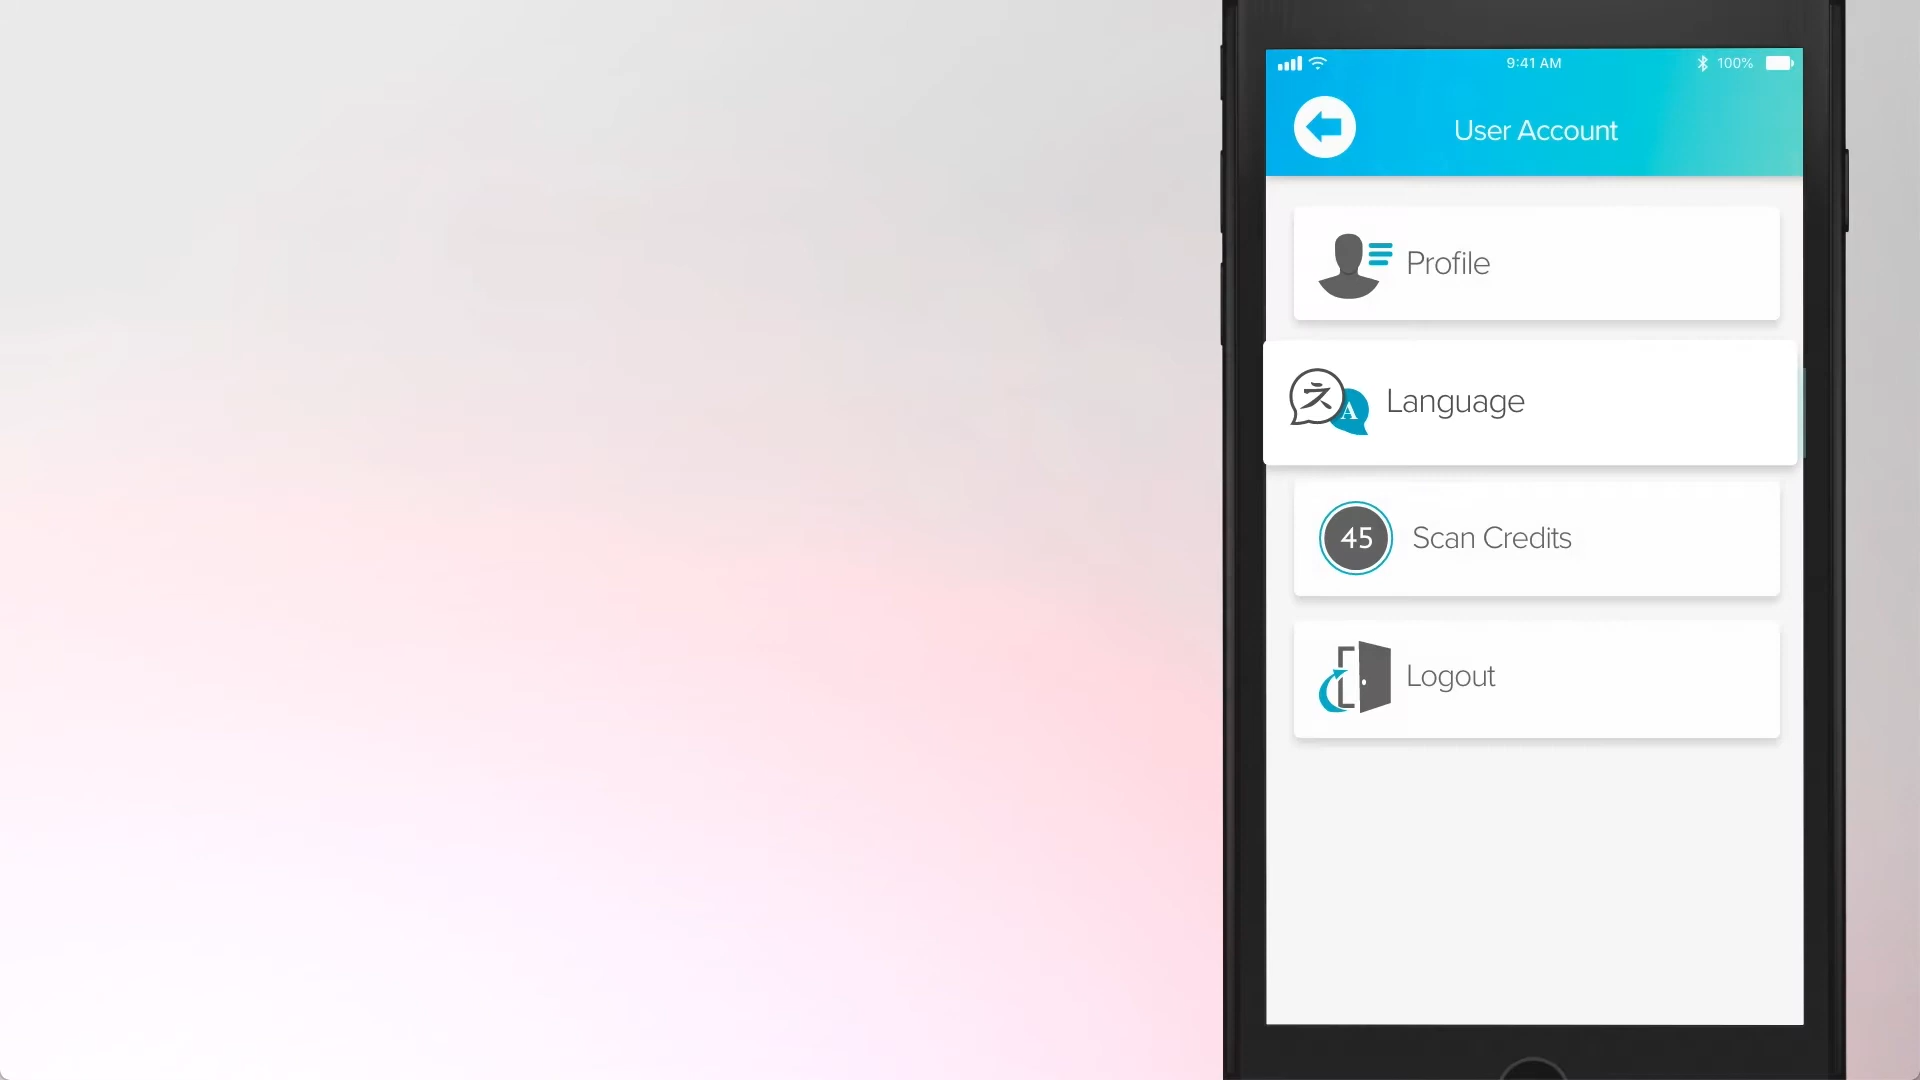 9:41 AM
100%
User Account
Profile
A
Language
45
Scan Credits
Logout